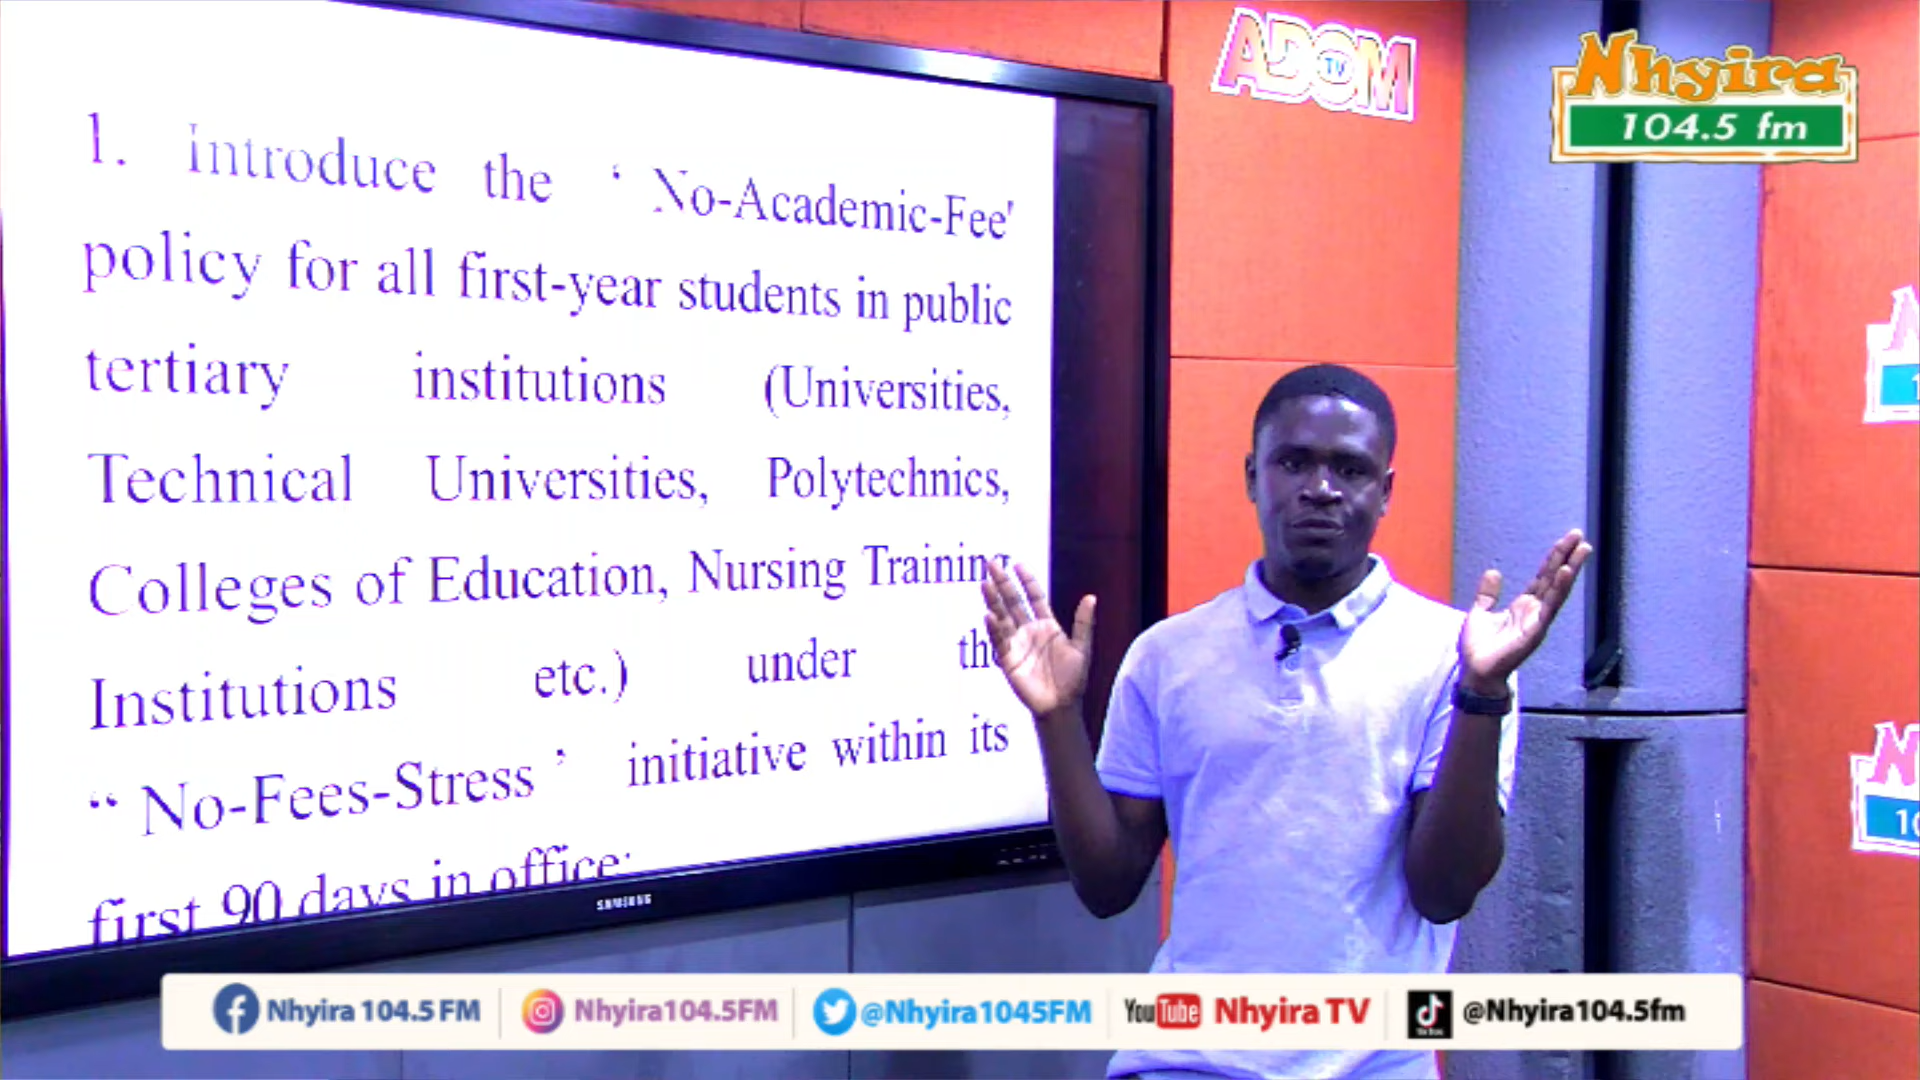 1. Introduce the ‘ No-Academic-Fee'
policy for all first-year students in public
tertiary institutions (Universities,
Technical Universities, Polytechnics,
Colleges of Education, Nursing Training
Institutions etc.) under the
“ No-Fees-Stress ’ initiative within its
first 90 days in office;
SAMSUNG
ADOM
TV
Nhyira
104.5 fm
Nhyira 104.5 FM
Nhyira104.5FM
@Nhyira1045FM
YouTube Nhyira TV
@Nhyira104.5fm